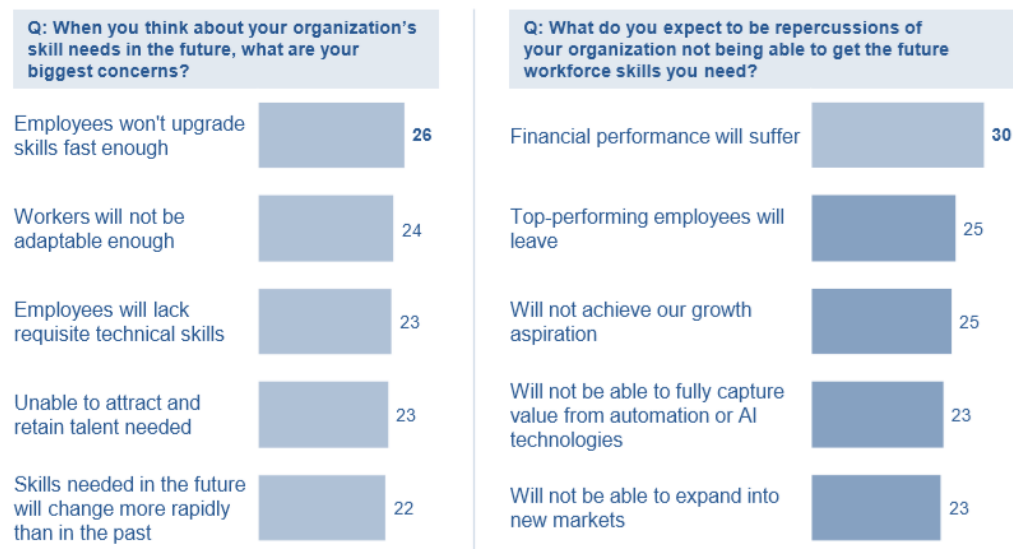 Q: When you think about your organization’s
skill needs in the future, what are your
biggest concerns?
Employees won't upgrade
skills fast enough
26
Workers will not be
adaptable enough
24
Employees will lack
requisite technical skills
23
Unable to attract and
retain talent needed
23
Skills needed in the future
will change more rapidly
than in the past
22
Q: What do you expect to be repercussions of
your organization not being able to get the future
workforce skills you need?
Financial performance will suffer
30
Top-performing employees will
leave
25
Will not achieve our growth
aspiration
25
Will not be able to fully capture
value from automation or AI
technologies
23
Will not be able to expand into
new markets
23